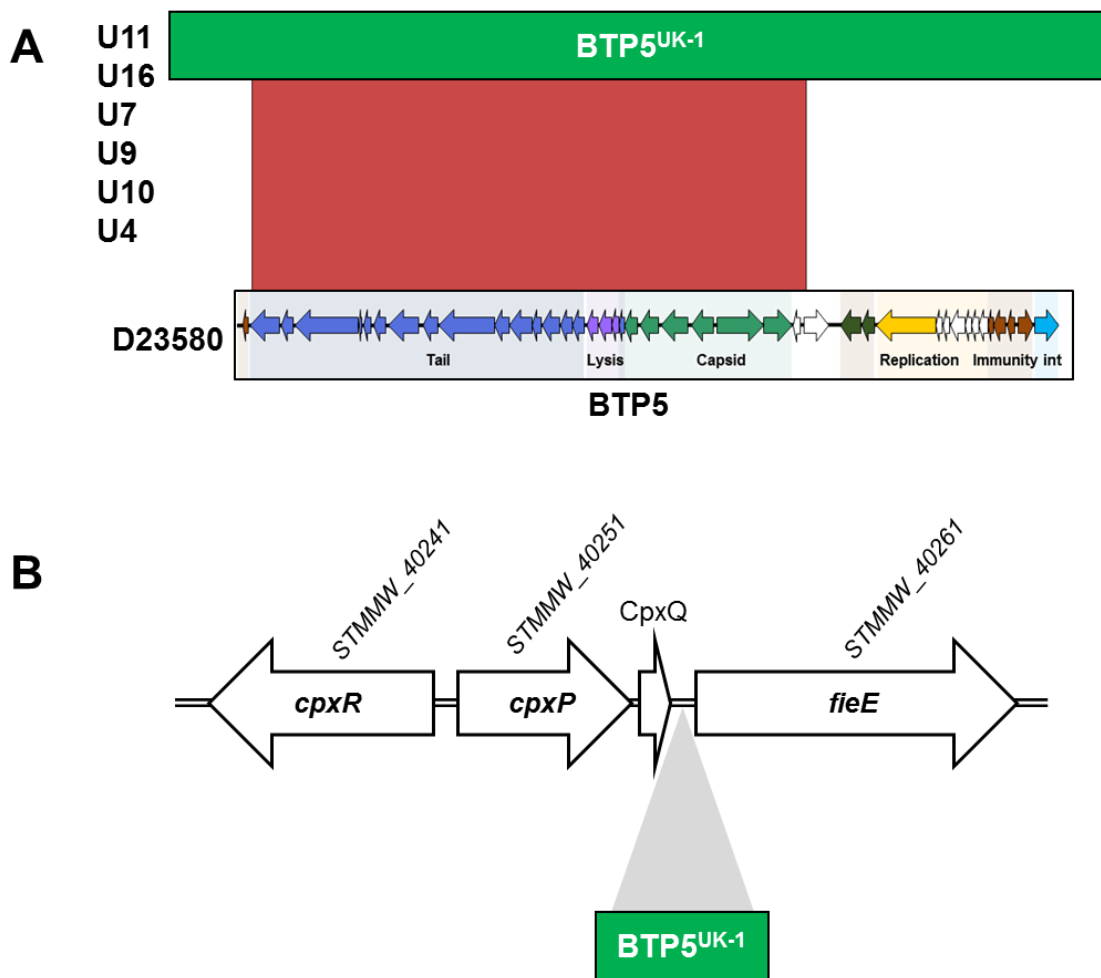 A
U11
U16
U7
U9
U10
U4
BTP5UK-1
D23580
Tail
Lysis
Capsid
Replication
Immunity int
BTP5
B
STMMW_40241
STMMW_40251
CpxQ
STMMW_40261
cpxR
cpxP
fieE
BTP5UK-1